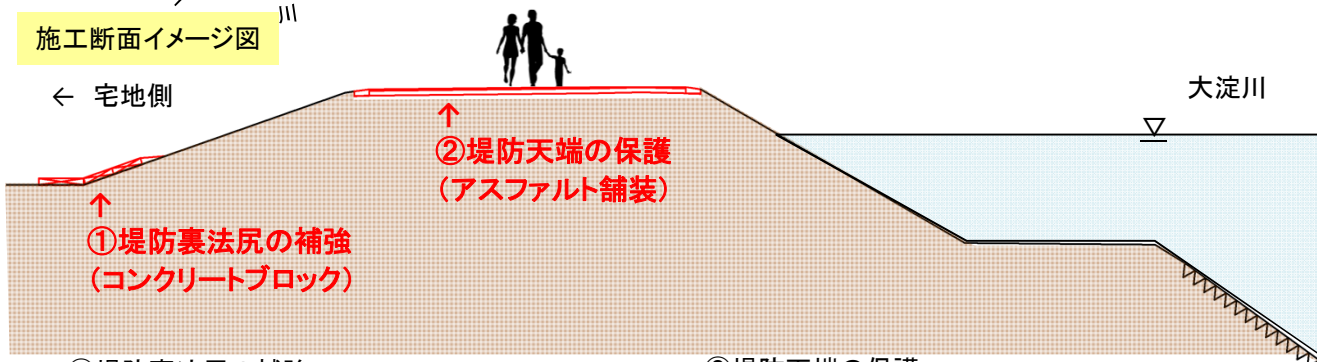 川
施工断面イメージ図
← 宅地側
大淀川
↑
②堤防天端の保護
(アスファルト舗装)
↑
①堤防裏法尻の補強
(コンクリートブロック)